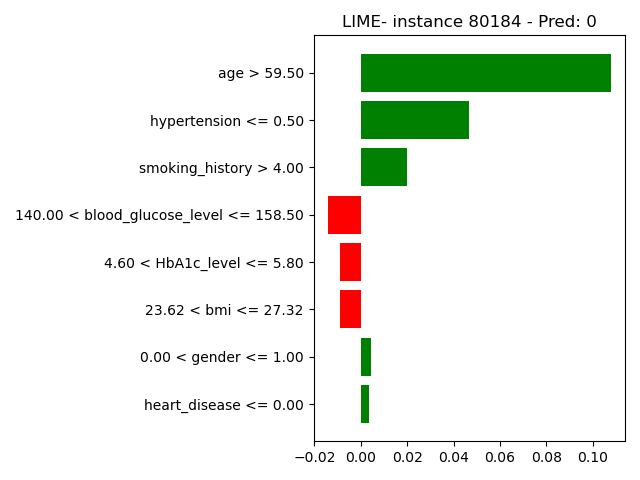 LIME- instance 80184 - Pred: 0
age > 59.50
hypertension <= 0.50
smoking_history > 4.00
140.00 < blood_glucose_level <= 158.50
4.60 < HbA1c_level <= 5.80
23.62 < bmi <= 27.32
0.00 < gender <= 1.00
heart_disease <= 0.00
−0.02 0.00 0.02 0.04 0.06 0.08 0.10